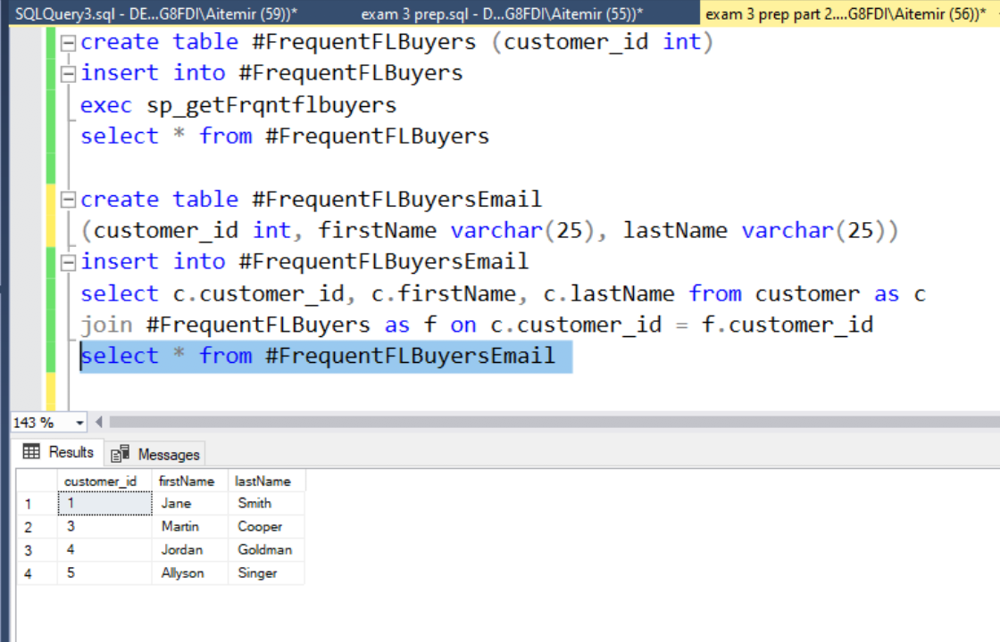 SQLQuery3.sql - DE...G8FDI\Aitemir (59))* exam 3 prep.sql - D...G8FDI\Aitemir (55))* exam 3 prep part 2....G8FDI\Aitemir (56))*
create table #FrequentFLBuyers (customer_id int)
insert into #FrequentFLBuyers
exec sp_getFrqntflbuyers
select * from #FrequentFLBuyers
create table #FrequentFLBuyersEmail
(customer_id int, firstName varchar(25), lastName varchar(25))
insert into #FrequentFLBuyersEmail
select c.customer_id, c.firstName, c.lastName from customer as c
join #FrequentFLBuyers as f on c.customer_id = f.customer_id
select * from #FrequentFLBuyersEmail
143 %
Results Messages
customer_id firstName lastName
1 1 Jane Smith
2 3 Martin Cooper
3 4 Jordan Goldman
4 5 Allyson Singer